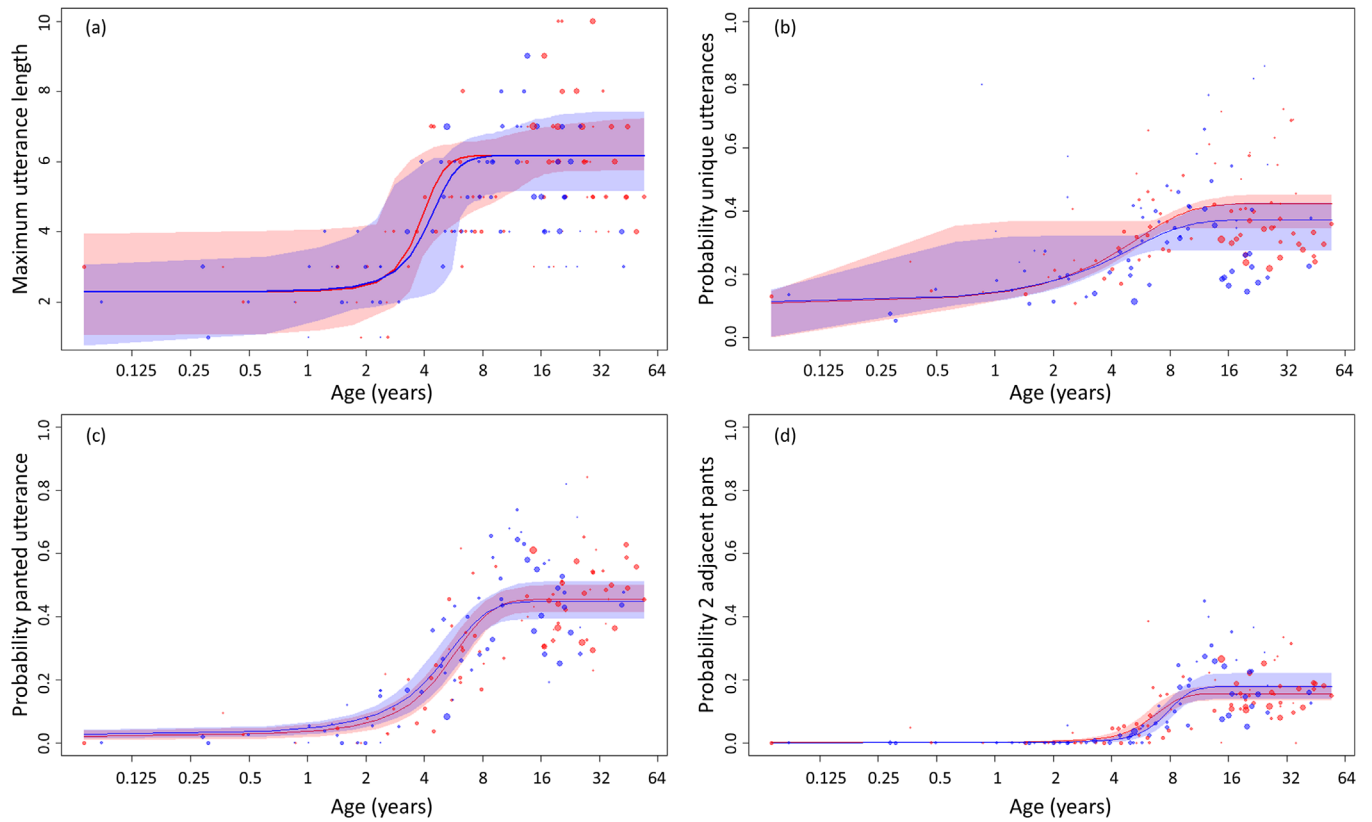 (a)
Maximum utterance length
10
8
6
4
2
0.125 0.25 0.5 1 2 4 8 16 32 64
Age (years)
(b)
Probability unique utterances
1.0
0.8
0.6
0.4
0.2
0.0
0.125 0.25 0.5 1 2 4 8 16 32 64
Age (years)
(c)
Probability panted utterance
1.0
0.8
0.6
0.4
0.2
0.0
0.125 0.25 0.5 1 2 4 8 16 32 64
Age (years)
(d)
Probability 2 adjacent pants
1.0
0.8
0.6
0.4
0.2
0.0
0.125 0.25 0.5 1 2 4 8 16 32 64
Age (years)